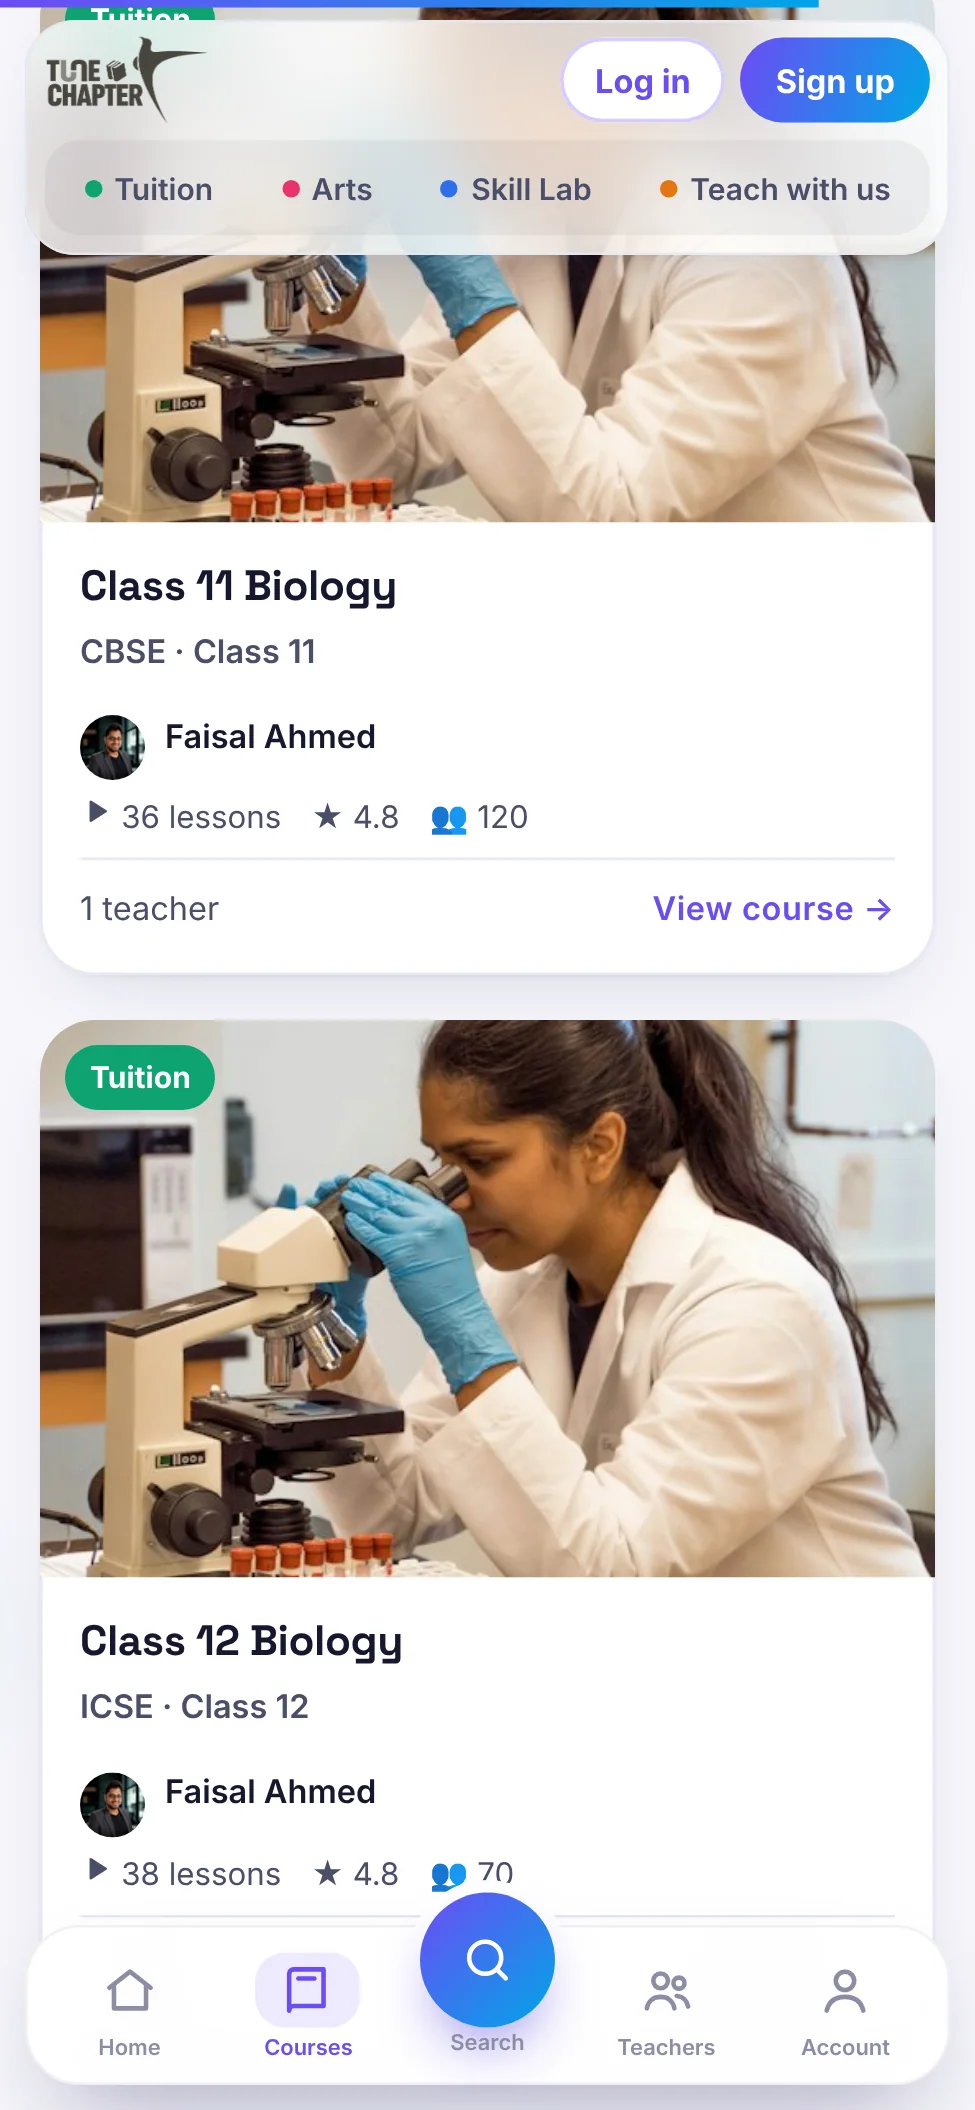 Tuition
TUNE
CHAPTER
Log in
Sign up
Tuition
Arts
Skill Lab
Teach with us
Class 11 Biology
CBSE · Class 11
Faisal Ahmed
36 lessons ★ 4.8 👥 120
1 teacher
View course →
Tuition
Class 12 Biology
ICSE · Class 12
Faisal Ahmed
38 lessons ★ 4.8 👥 70
Home
Courses
Search
Teachers
Account